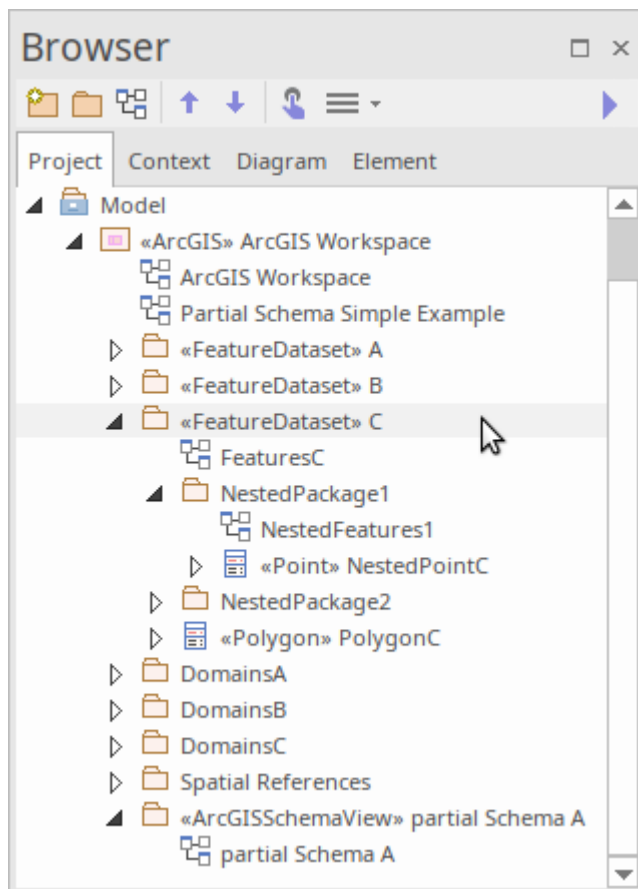 Browser
Project Context Diagram Element
Model
«ArcGIS» ArcGIS Workspace
ArcGIS Workspace
Partial Schema Simple Example
«FeatureDataset» A
«FeatureDataset» B
«FeatureDataset» C
FeaturesC
NestedPackage1
NestedFeatures1
«Point» NestedPointC
NestedPackage2
«Polygon» PolygonC
DomainsA
DomainsB
DomainsC
Spatial References
«ArcGISSchemaView» partial Schema A
partial Schema A